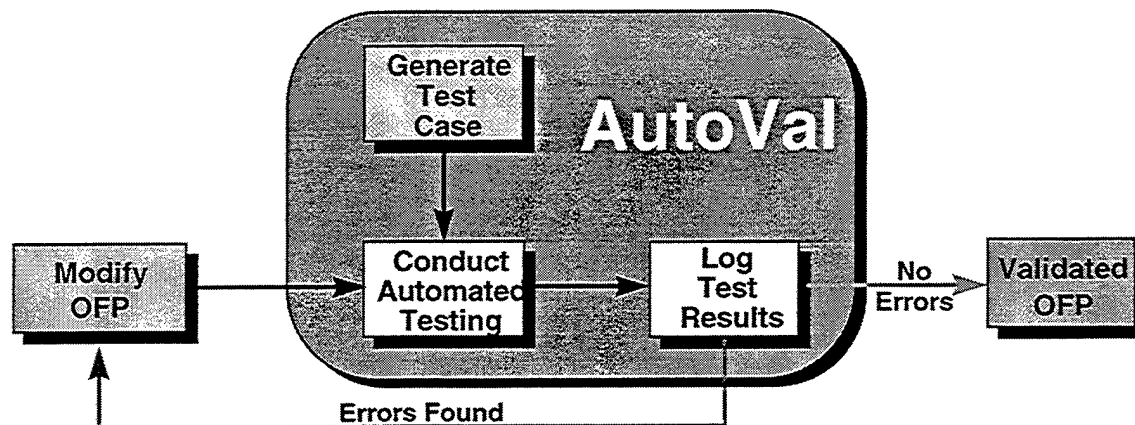 Generate
Test
Case
AutoVal
Modify
OFP
Conduct
Automated
Testing
Log
Test
Results
No
Errors
Validated
OFP
Errors Found